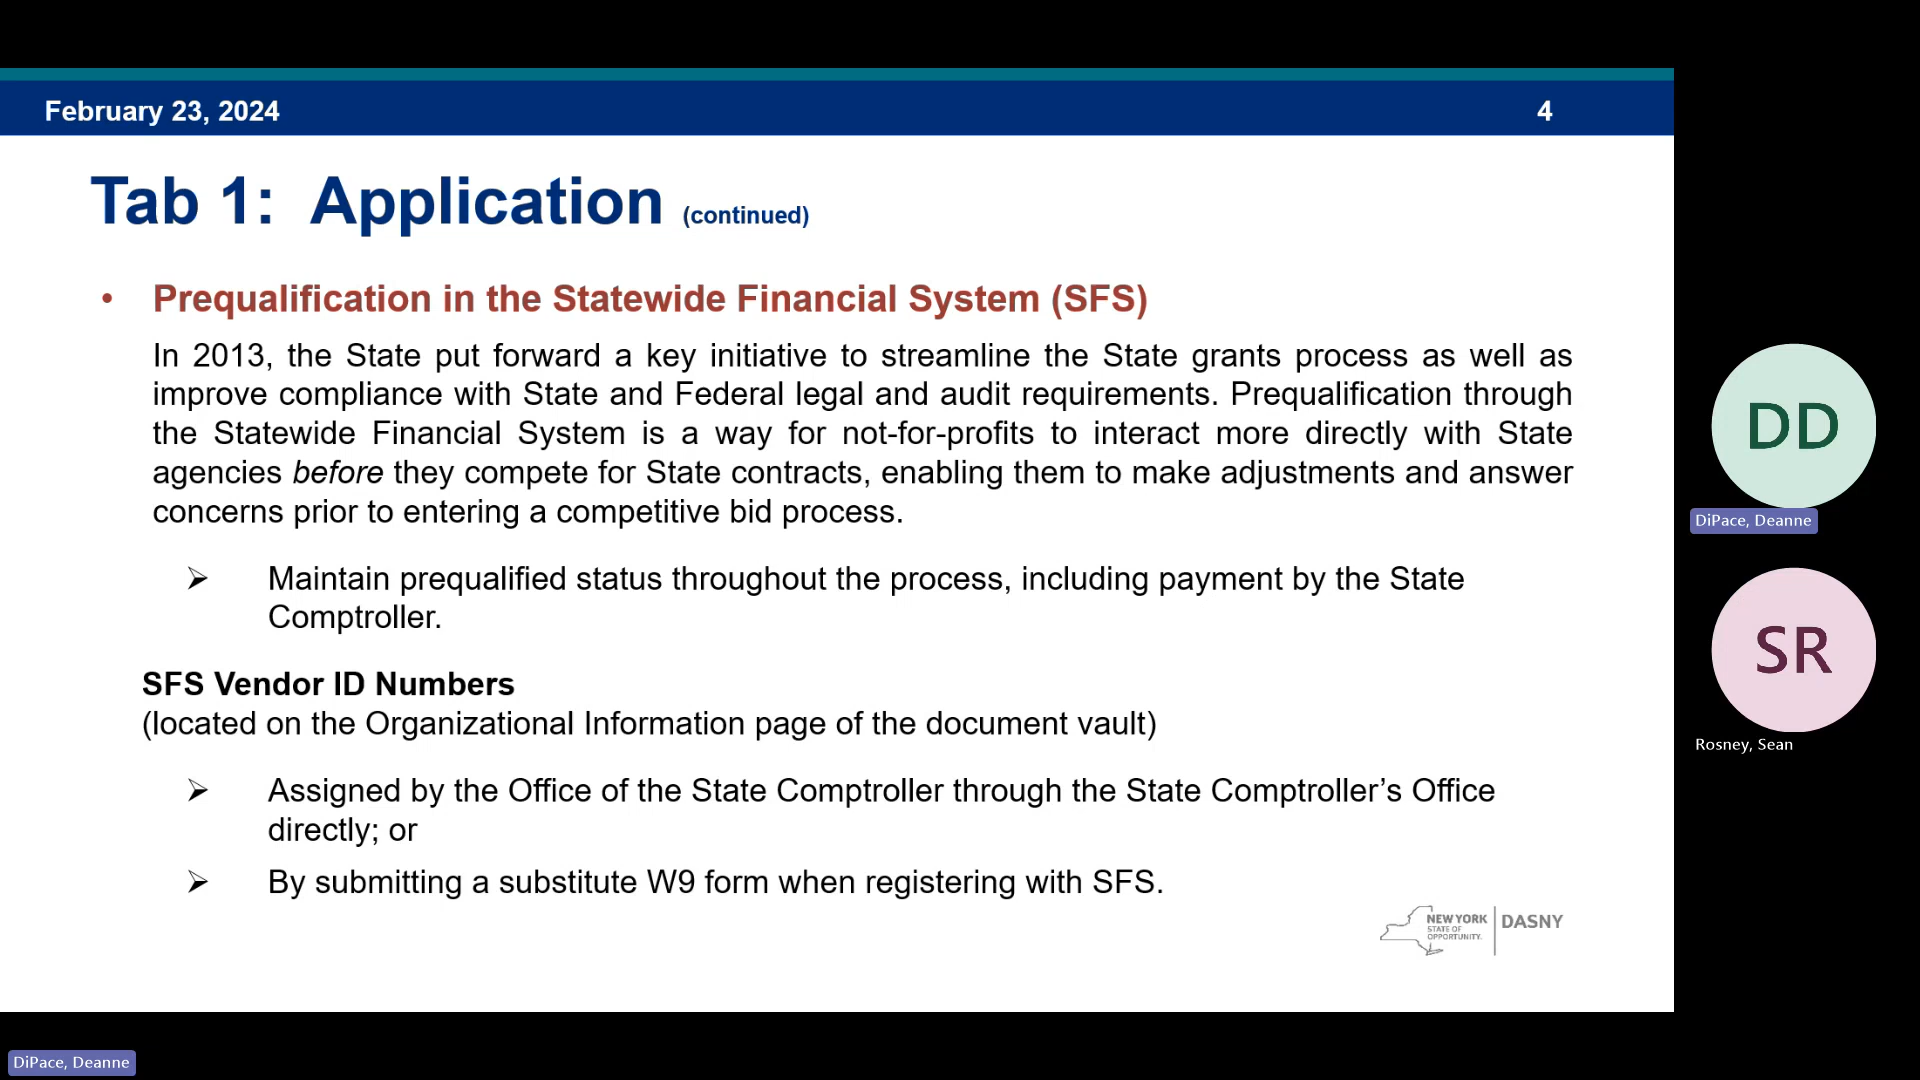 February 23, 2024
4
Tab 1: Application (continued)
• Prequalification in the Statewide Financial System (SFS)
In 2013, the State put forward a key initiative to streamline the State grants process as well as
improve compliance with State and Federal legal and audit requirements. Prequalification through
the Statewide Financial System is a way for not-for-profits to interact more directly with State
agencies before they compete for State contracts, enabling them to make adjustments and answer
concerns prior to entering a competitive bid process.
➢ Maintain prequalified status throughout the process, including payment by the State
Comptroller.
SFS Vendor ID Numbers
(located on the Organizational Information page of the document vault)
➢ Assigned by the Office of the State Comptroller through the State Comptroller’s Office
directly; or
➢ By submitting a substitute W9 form when registering with SFS.
NEW YORK
STATE OF
OPPORTUNITY.
DASNY
DD
DiPace, Deanne
SR
Rosney, Sean
DiPace, Deanne